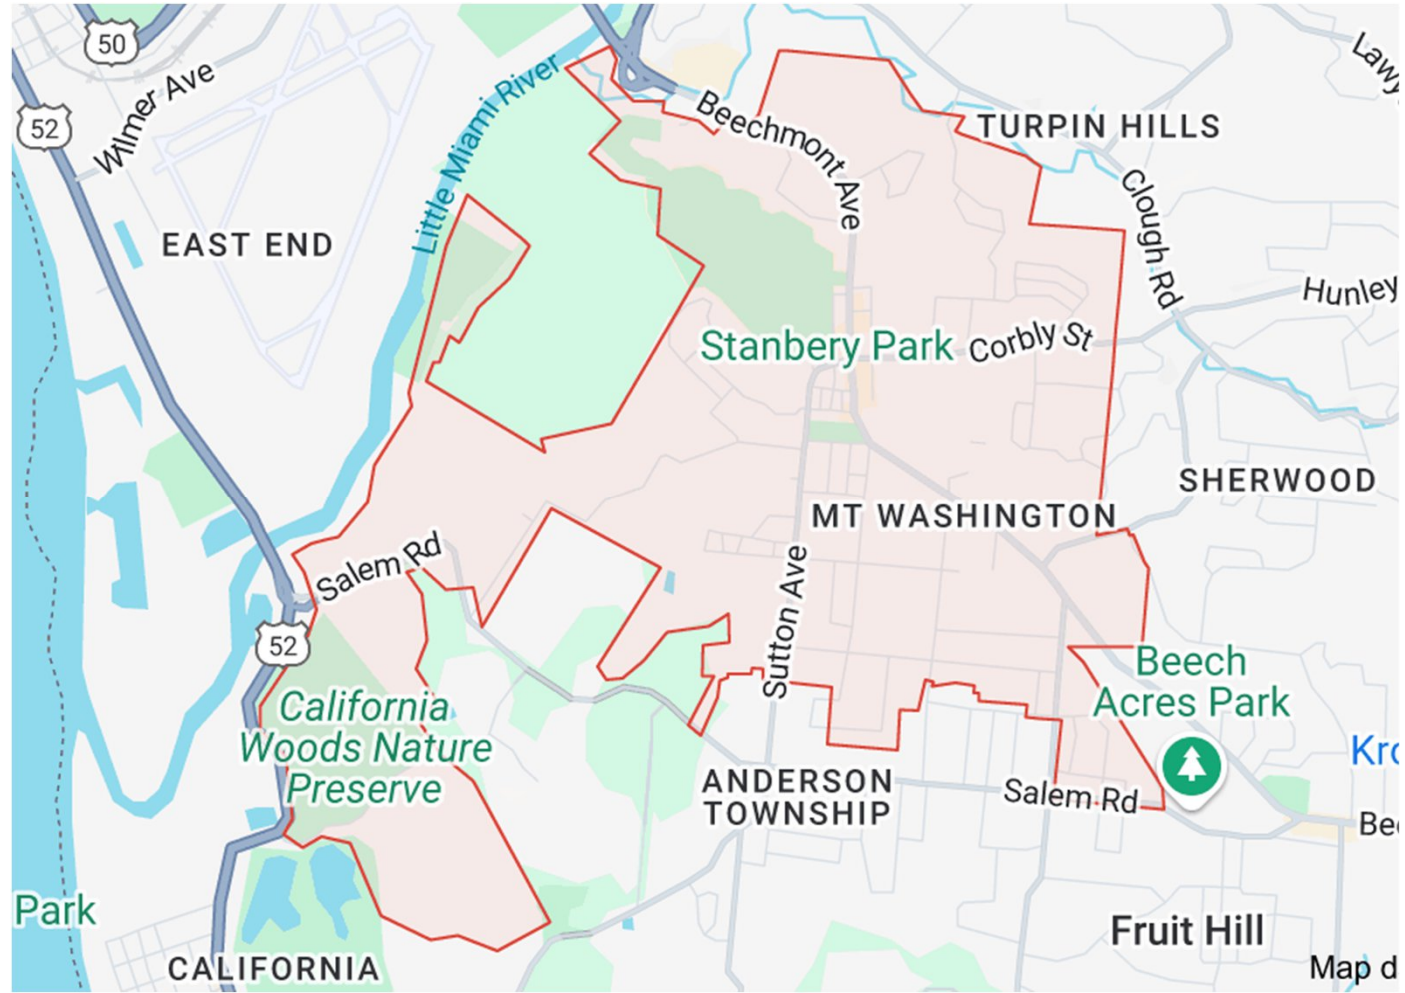 50
52
Wilmer Ave
Little Miami River
Beechmont Ave
TURPIN HILLS
Clough Rd
EAST END
Hunley
Stanbery Park
Corbly St
SHERWOOD
MT WASHINGTON
Salem Rd
Sutton Ave
52
Beech
Acres Park
California
Woods Nature
Preserve
ANDERSON
TOWNSHIP
Salem Rd
Park
Fruit Hill
CALIFORNIA
Map d